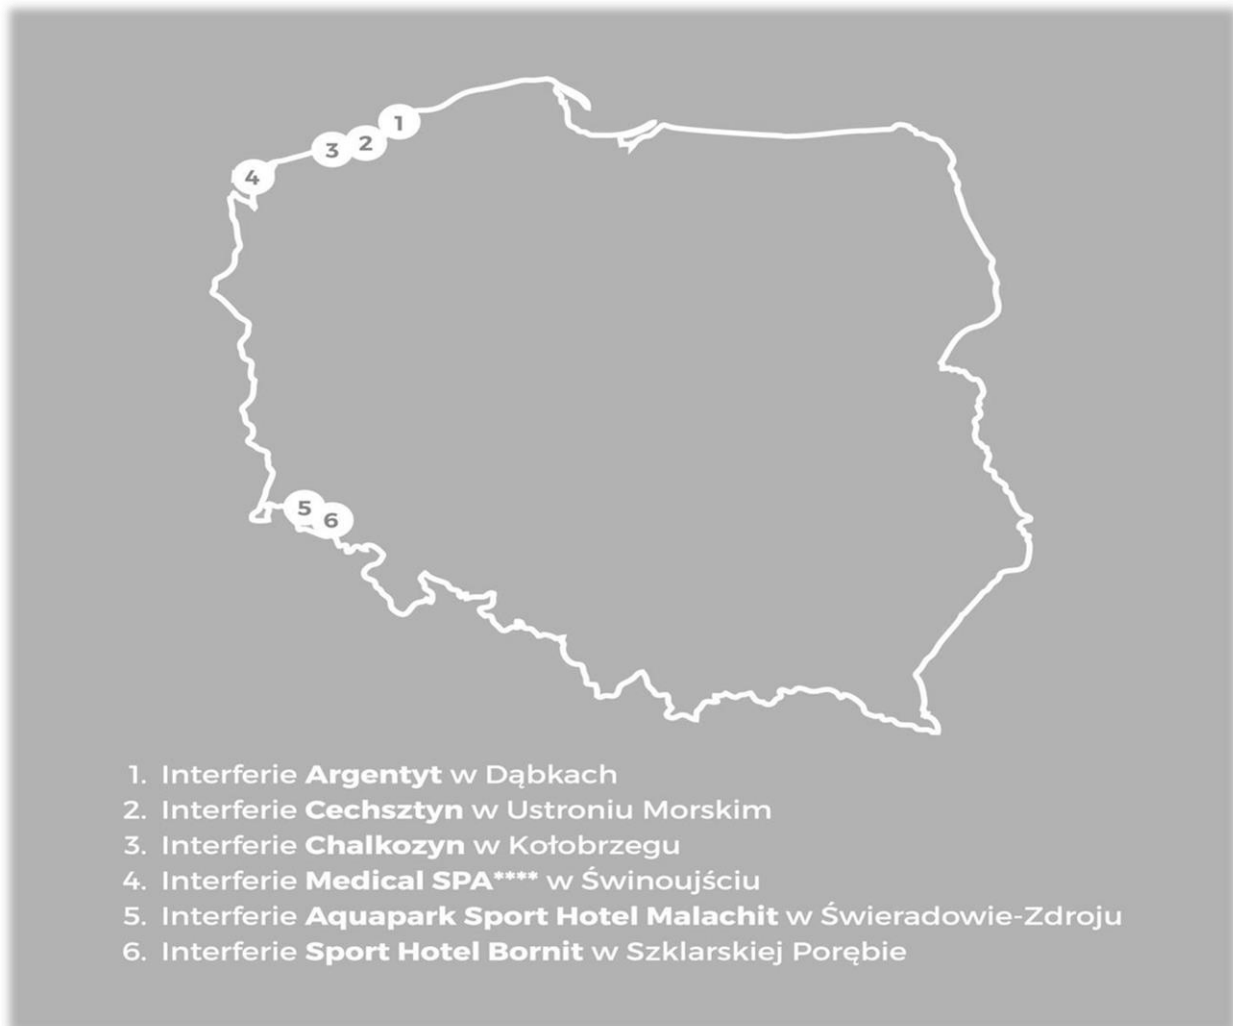 1
2
3
4
5
6
1. Interferie Argentyt w Dąbkach
2. Interferie Cechsztyn w Ustroniu Morskim
3. Interferie Chalkozyn w Kołobrzegu
4. Interferie Medical SPA**** w Świnoujściu
5. Interferie Aquapark Sport Hotel Malachit w Świeradowie-Zdroju
6. Interferie Sport Hotel Bornit w Szklarskiej Porębie